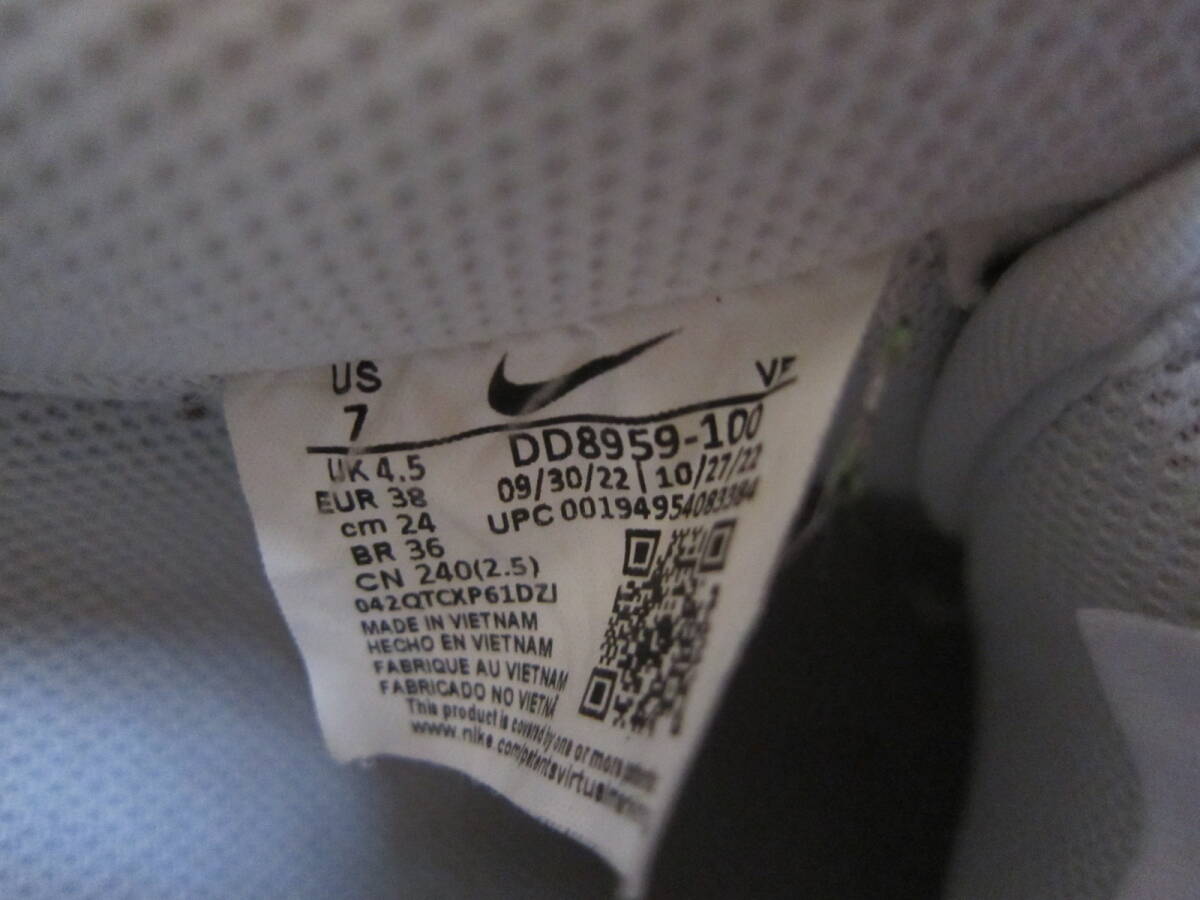 US
7
VF
DD8959-100
09/30/22 | 10/27/22
UPC 00194954083384
UK 4.5
EUR 38
cm 24
BR 36
CN 240(2.5)
042QTCXP61DZJ
MADE IN VIETNAM
HECHO EN VIETNAM
FABRIQUE AU VIETNAM
FABRICADO NO VIETNÃ
This product is covered by one or more patents
www.nike.com/patentsvirtual